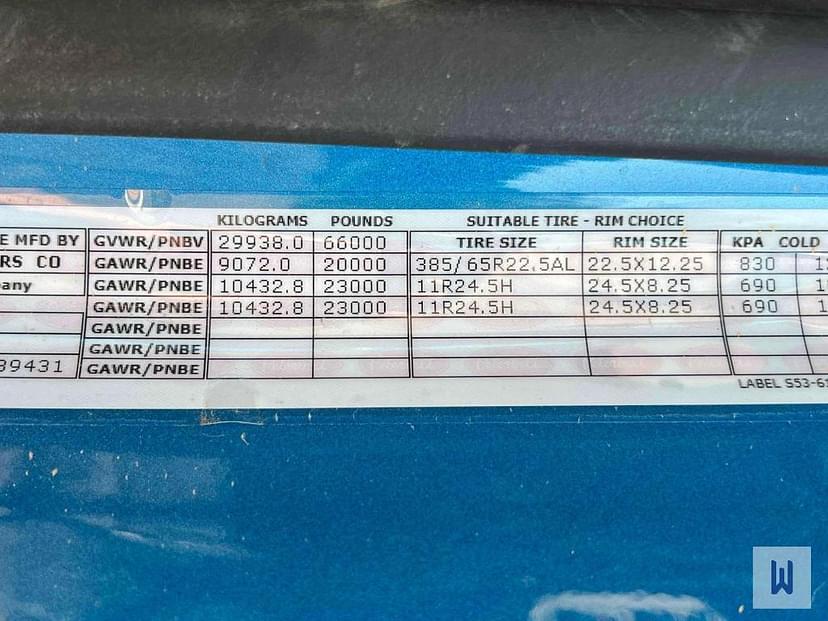 KILOGRAMS POUNDS SUITABLE TIRE - RIM CHOICE
E MFD BY GVWR/PNBV 29938.0 66000 TIRE SIZE RIM SIZE KPA COLD
RS CO GAWR/PNBE 9072.0 20000 385/65R22.5AL 22.5X12.25 830
pany GAWR/PNBE 10432.8 23000 11R24.5H 24.5X8.25 690
GAWR/PNBE 10432.8 23000 11R24.5H 24.5X8.25 690
GAWR/PNBE
GAWR/PNBE
39431 GAWR/PNBE
LABEL S53-61
W